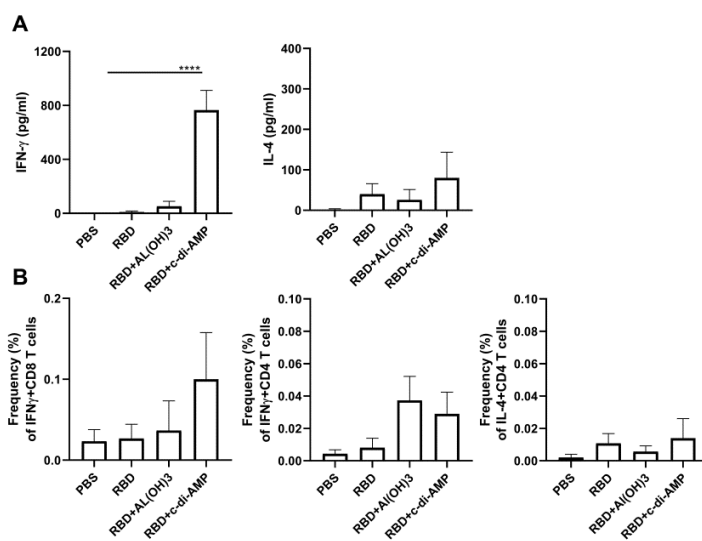 A
IFN-γ (pg/ml)
1200
800
400
0
****
PBS
RBD
RBD+AL(OH)3
RBD+c-di-AMP
IL-4 (pg/ml)
400
300
200
100
0
PBS
RBD
RBD+AL(OH)3
RBD+c-di-AMP
B
Frequency (%)
of IFNγ+CD8 T cells
0.2
0.1
0.0
PBS
RBD
RBD+AL(OH)3
RBD+c-di-AMP
Frequency (%)
of IFNγ+CD4 T cells
0.10
0.08
0.06
0.04
0.02
0.00
PBS
RBD
RBD+Al(OH)3
RBD+c-di-AMP
Frequency (%)
of IL-4+CD4 T cells
0.10
0.08
0.06
0.04
0.02
0.00
PBS
RBD
RBD+Al(OH)3
RBD+c-di-AMP